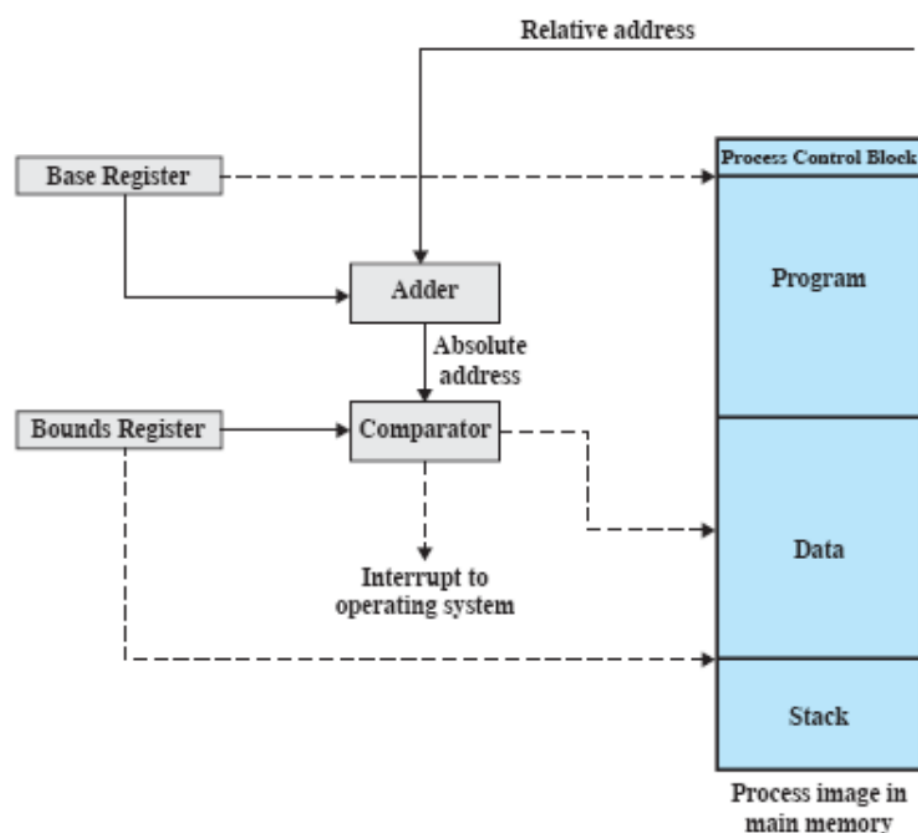 Relative address
Process Control Block
Base Register
Program
Adder
Absolute
address
Bounds Register
Comparator
Data
Interrupt to
operating system
Stack
Process image in
main memory